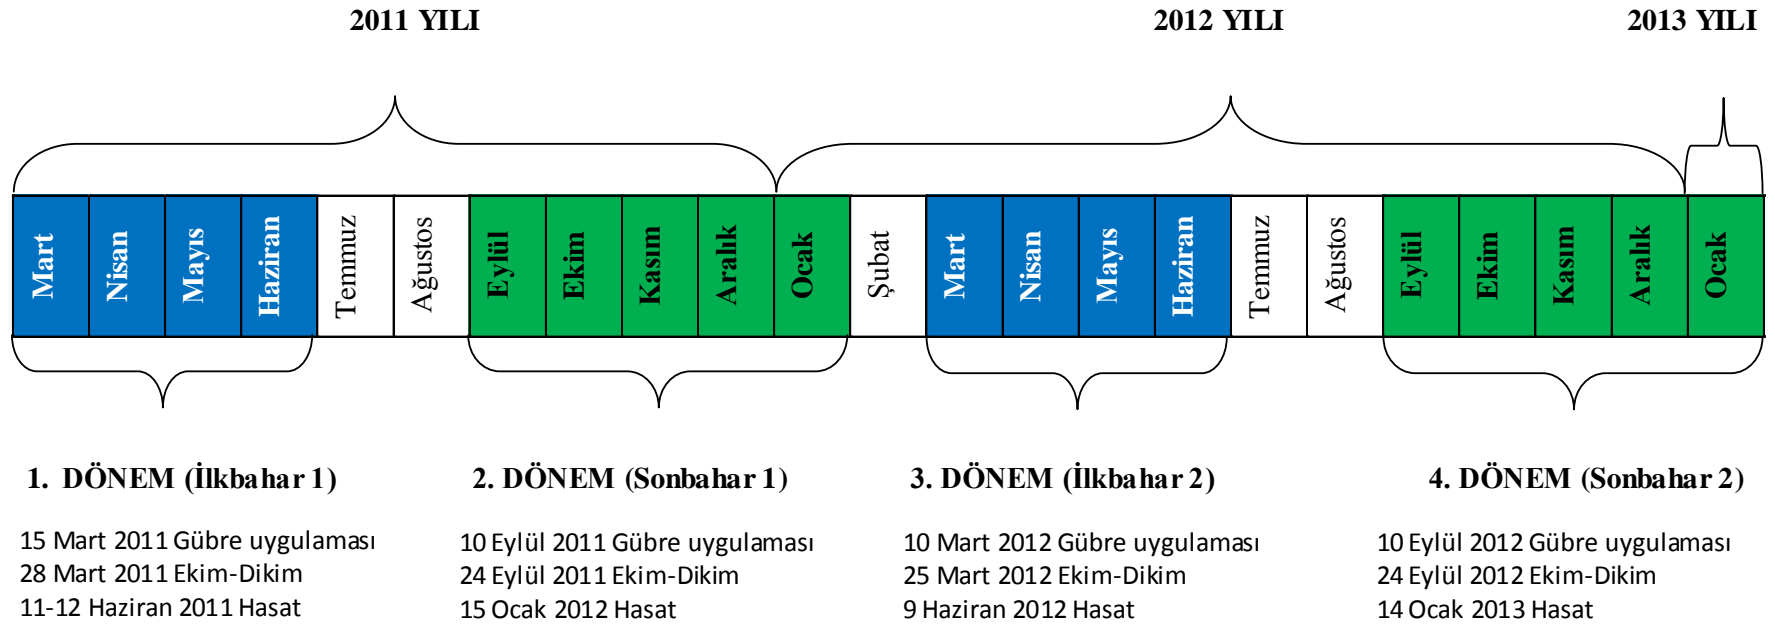 2011 YILI
2012 YILI
2013 YILI
Mart
Nisan
Mayıs
Haziran
Temmuz
Ağustos
Eylül
Ekim
Kasım
Aralık
Ocak
Şubat
Mart
Nisan
Mayıs
Haziran
Temmuz
Ağustos
Eylül
Ekim
Kasım
Aralık
Ocak
1. DÖNEM (İlkbahar 1)
15 Mart 2011 Gübre uygulaması
28 Mart 2011 Ekim-Dikim
11-12 Haziran 2011 Hasat
2. DÖNEM (Sonbahar 1)
10 Eylül 2011 Gübre uygulaması
24 Eylül 2011 Ekim-Dikim
15 Ocak 2012 Hasat
3. DÖNEM (İlkbahar 2)
10 Mart 2012 Gübre uygulaması
25 Mart 2012 Ekim-Dikim
9 Haziran 2012 Hasat
4. DÖNEM (Sonbahar 2)
10 Eylül 2012 Gübre uygulaması
24 Eylül 2012 Ekim-Dikim
14 Ocak 2013 Hasat